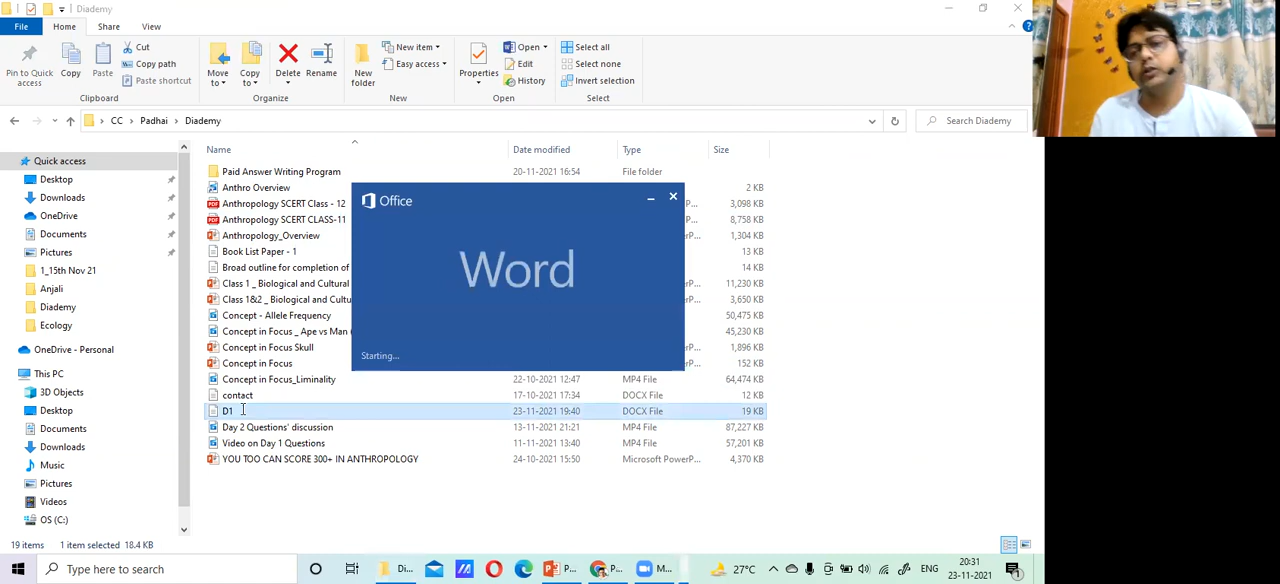 Diademy
File Home Share View
Pin to Quick access
Copy
Paste
Cut
Copy path
Paste shortcut
Clipboard
Move to
Copy to
Delete
Rename
Organize
New folder
New item
Easy access
New
Properties
Open
Edit
History
Open
Select all
Select none
Invert selection
Select
CC Padhai Diademy
Search Diademy
Quick access
Desktop
Downloads
OneDrive
Documents
Pictures
1_15th Nov 21
Anjali
Diademy
Ecology
OneDrive - Personal
This PC
3D Objects
Desktop
Documents
Downloads
Music
Pictures
Videos
OS (C:)
Name Date modified Type Size
Paid Answer Writing Program 20-11-2021 16:54 File folder
Anthro Overview 2 KB
Anthropology SCERT Class - 12 3,098 KB
Anthropology SCERT CLASS-11 8,758 KB
Anthropology_Overview 1,304 KB
Book List Paper - 1 13 KB
Broad outline for completion of 14 KB
Class 1 _ Biological and Cultural 11,230 KB
Class 1&2 _ Biological and Cultu 3,650 KB
Concept - Allele Frequency 50,475 KB
Concept in Focus _ Ape vs Man 45,230 KB
Concept in Focus Skull 1,896 KB
Concept in Focus 152 KB
Concept in Focus_Liminality 22-10-2021 12:47 MP4 File 64,474 KB
contact 17-10-2021 17:34 DOCX File 12 KB
D1 23-11-2021 19:40 DOCX File 19 KB
Day 2 Questions' discussion 13-11-2021 21:21 MP4 File 87,227 KB
Video on Day 1 Questions 11-11-2021 13:40 MP4 File 57,201 KB
YOU TOO CAN SCORE 300+ IN ANTHROPOLOGY 24-10-2021 15:50 Microsoft PowerP... 4,370 KB
Office
Word
Starting...
19 items 1 item selected 18.4 KB
Type here to search
Di...
P...
P...
M...
27°C
ENG
20:31
23-11-2021